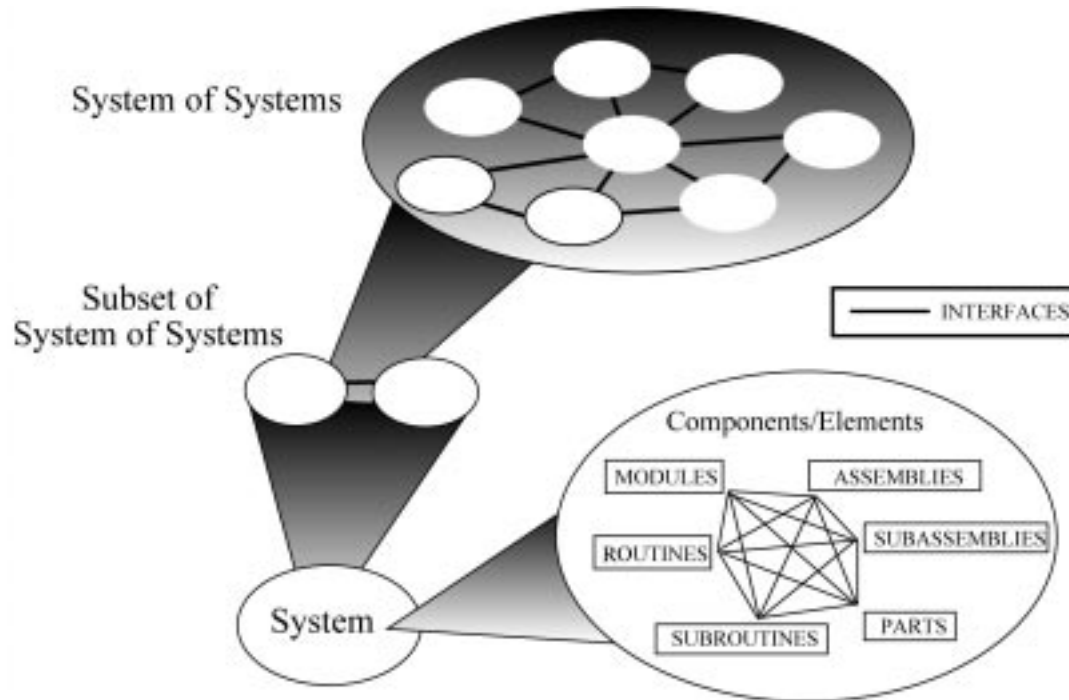 System of Systems
Subset of
System of Systems
INTERFACES
Components/Elements
MODULES
ASSEMBLIES
ROUTINES
SUBASSEMBLIES
SUBROUTINES
PARTS
System